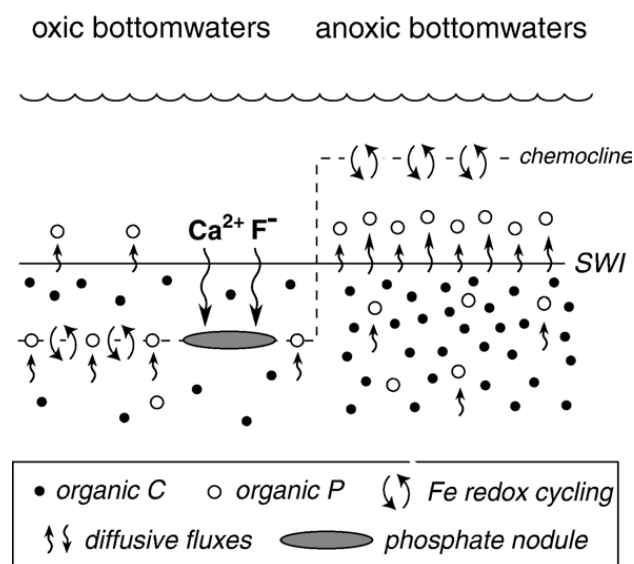 oxic bottomwaters anoxic bottomwaters
chemocline
Ca²⁺ F⁻
SWI
organic C organic P Fe redox cycling
diffusive fluxes phosphate nodule